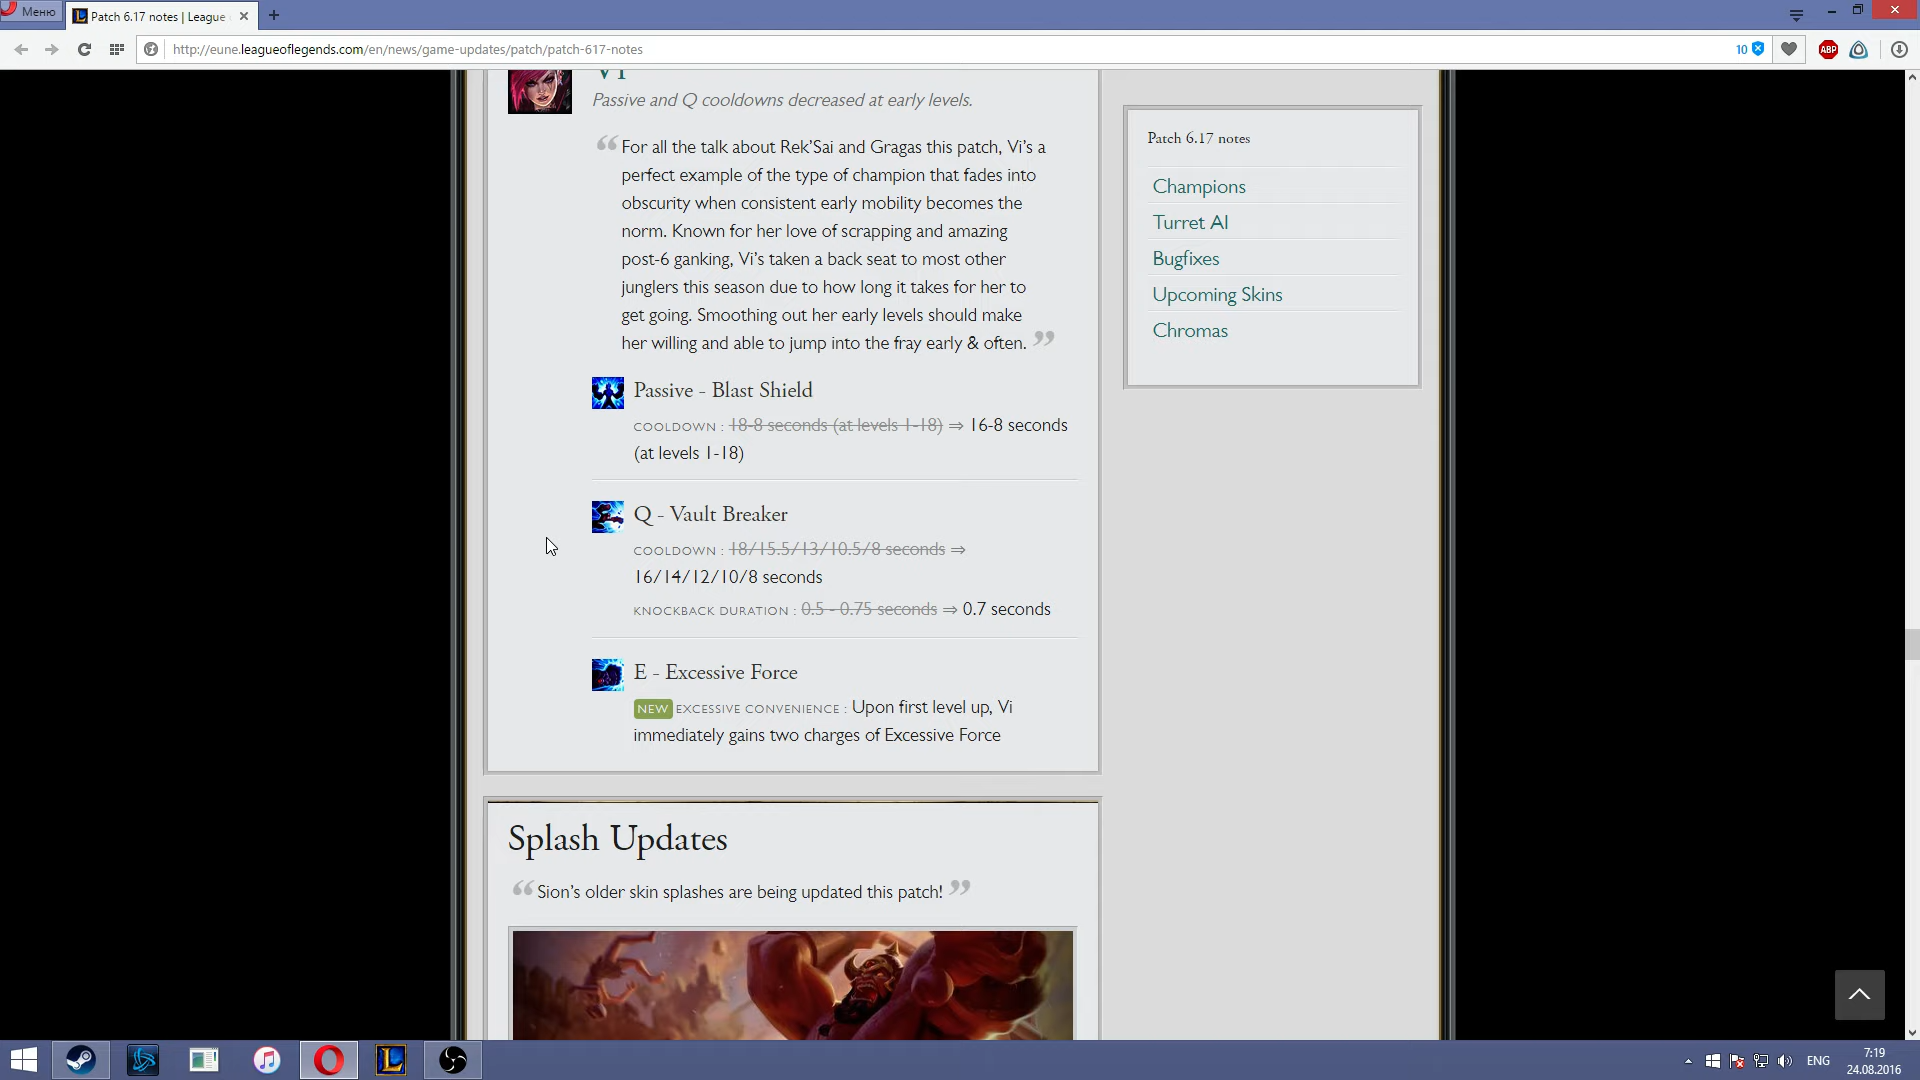 Меню
Patch 6.17 notes | League
http://eune.leagueoflegends.com/en/news/game-updates/patch/patch-617-notes
10
ABP
Vi
Passive and Q cooldowns decreased at early levels.
“For all the talk about Rek’Sai and Gragas this patch, Vi’s a
perfect example of the type of champion that fades into
obscurity when consistent early mobility becomes the
norm. Known for her love of scrapping and amazing
post-6 ganking, Vi’s taken a back seat to most other
junglers this season due to how long it takes for her to
get going. Smoothing out her early levels should make
her willing and able to jump into the fray early & often.”
Passive - Blast Shield
COOLDOWN : 18-8 seconds (at levels 1-18) ⇒ 16-8 seconds
(at levels 1-18)
Q - Vault Breaker
COOLDOWN : 18/15.5/13/10.5/8 seconds ⇒
16/14/12/10/8 seconds
KNOCKBACK DURATION : 0.5 - 0.75 seconds ⇒ 0.7 seconds
E - Excessive Force
NEW EXCESSIVE CONVENIENCE : Upon first level up, Vi
immediately gains two charges of Excessive Force
Splash Updates
“Sion’s older skin splashes are being updated this patch!”
Patch 6.17 notes
Champions
Turret AI
Bugfixes
Upcoming Skins
Chromas
ENG
7:19
24.08.2016